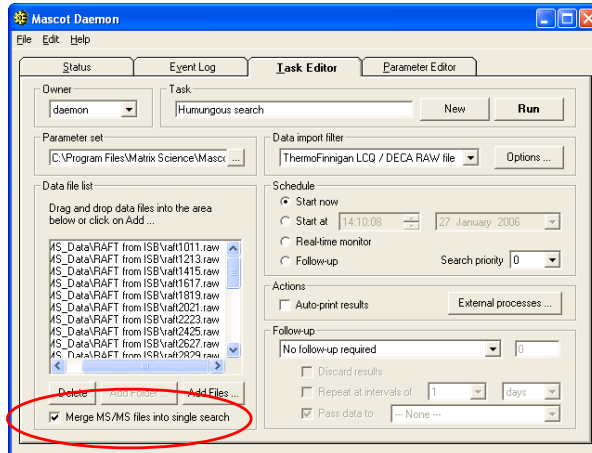 Mascot Daemon
File Edit Help
Status Event Log Task Editor Parameter Editor
Owner
daemon
Task
Humungous search New Run
Parameter set
C:\Program Files\Matrix Science\Masco ...
Data import filter
ThermoFinnigan LCQ / DECA RAW file Options ...
Data file list
Drag and drop data files into the area
below or click on Add ...
MS_Data\RAFT from ISB\raft1011.raw
MS_Data\RAFT from ISB\raft1213.raw
MS_Data\RAFT from ISB\raft1415.raw
MS_Data\RAFT from ISB\raft1617.raw
MS_Data\RAFT from ISB\raft1819.raw
MS_Data\RAFT from ISB\raft2021.raw
MS_Data\RAFT from ISB\raft2223.raw
MS_Data\RAFT from ISB\raft2425.raw
MS_Data\RAFT from ISB\raft2627.raw
MS_Data\RAFT from ISB\raft2829.raw
Delete Add Folder ... Add Files ...
Merge MS/MS files into single search
Schedule
Start now
Start at 14:10:08 27 January 2006
Real-time monitor
Follow-up Search priority 0
Actions
Auto-print results External processes ...
Follow-up
No follow-up required 0
Discard results
Repeat at intervals of 1 days
Pass data to --- None ---